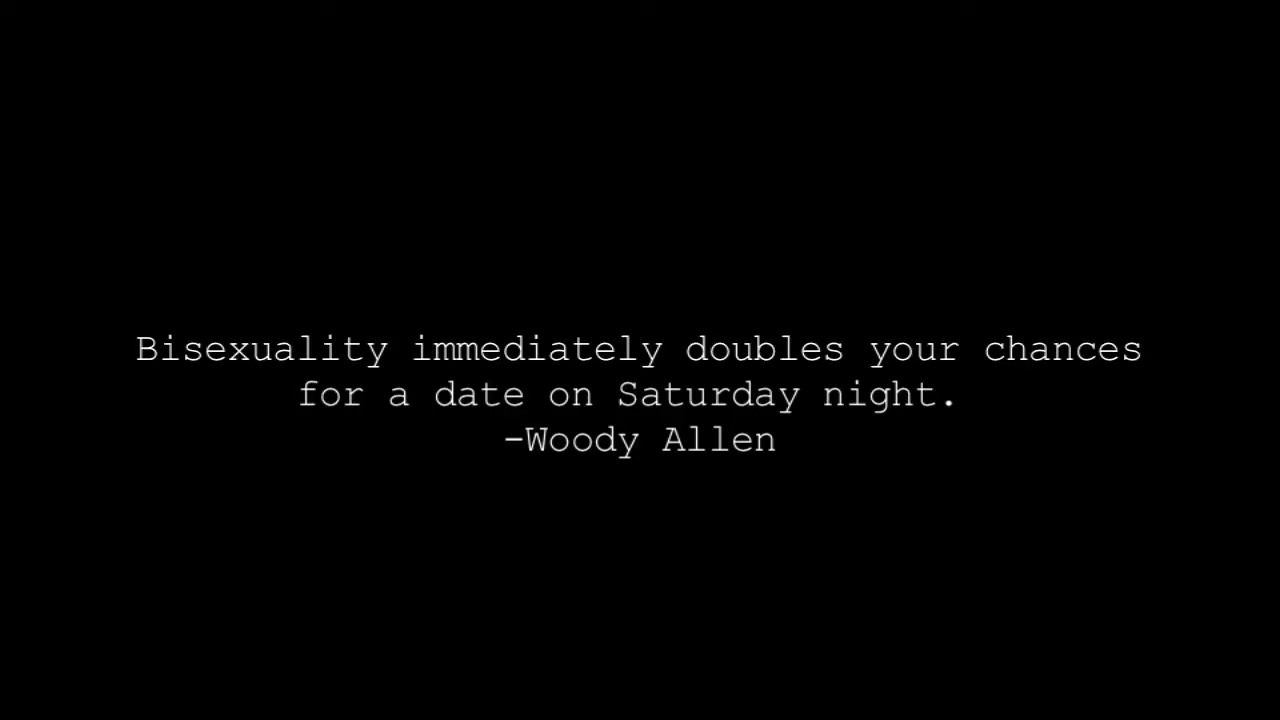 Bisexuality immediately doubles your chances
for a date on Saturday night.
-Woody Allen